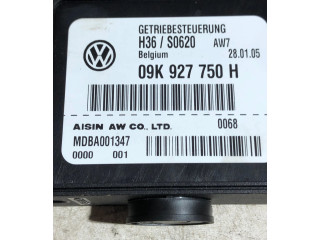 GETRIEBESTEUERUNG
H36 / S0620 AW7
Belgium 28.01.05
09K 927 750 H
AISIN AW CO., LTD. 0068
MDBA001347
0000 001